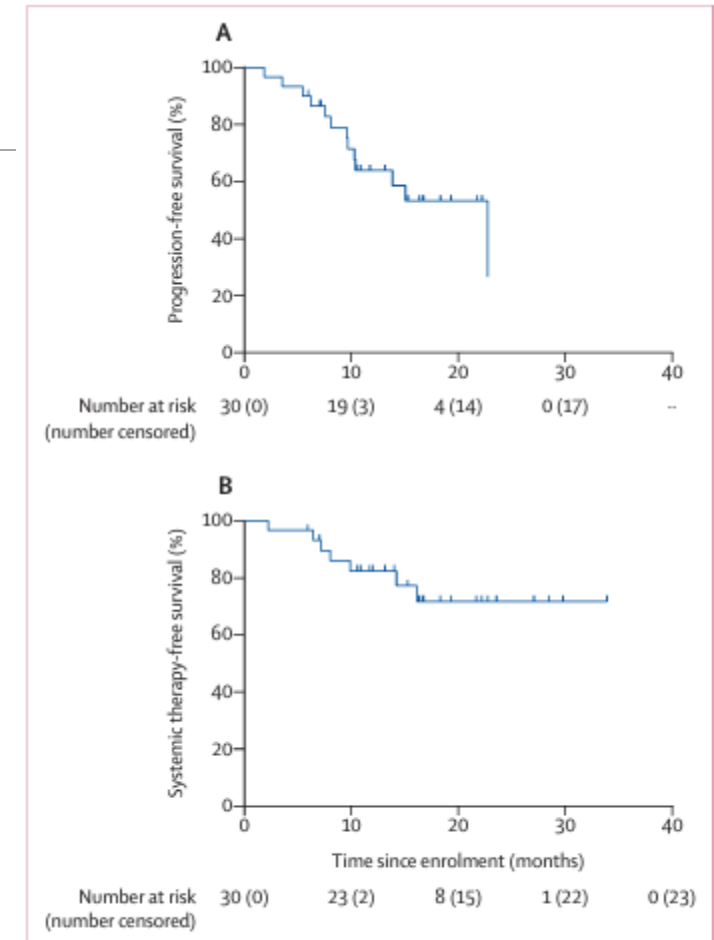 A
Progression-free survival (%)
100
80
60
40
20
0
0 10 20 30 40
Number at risk 30 (0) 19 (3) 4 (14) 0 (17) --
(number censored)
B
Systemic therapy-free survival (%)
100
80
60
40
20
0
0 10 20 30 40
Time since enrolment (months)
Number at risk 30 (0) 23 (2) 8 (15) 1 (22) 0 (23)
(number censored)